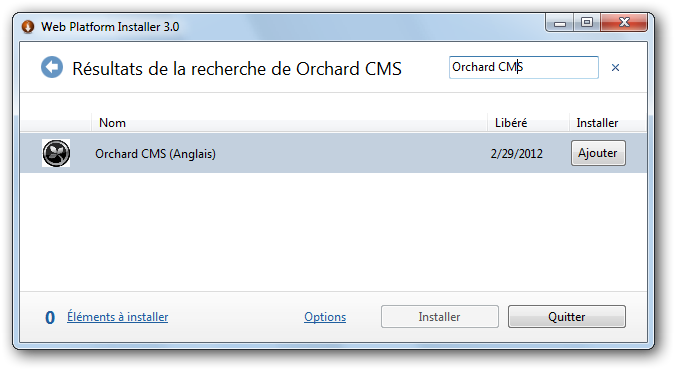 Web Platform Installer 3.0
Résultats de la recherche de Orchard CMS
Orchard CMS
Nom Libéré Installer
Orchard CMS (Anglais) 2/29/2012 Ajouter
0 Éléments à installer Options Installer Quitter